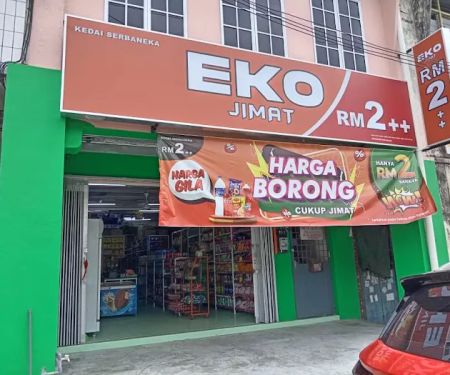 KEDAI SERBANEKA
EKO
JIMAT
RM2++
EKO
RM
2
++
RM2++
HARGA
GILA
HARGA
BORONG
CUKUP JIMAT
HANYA
RM2